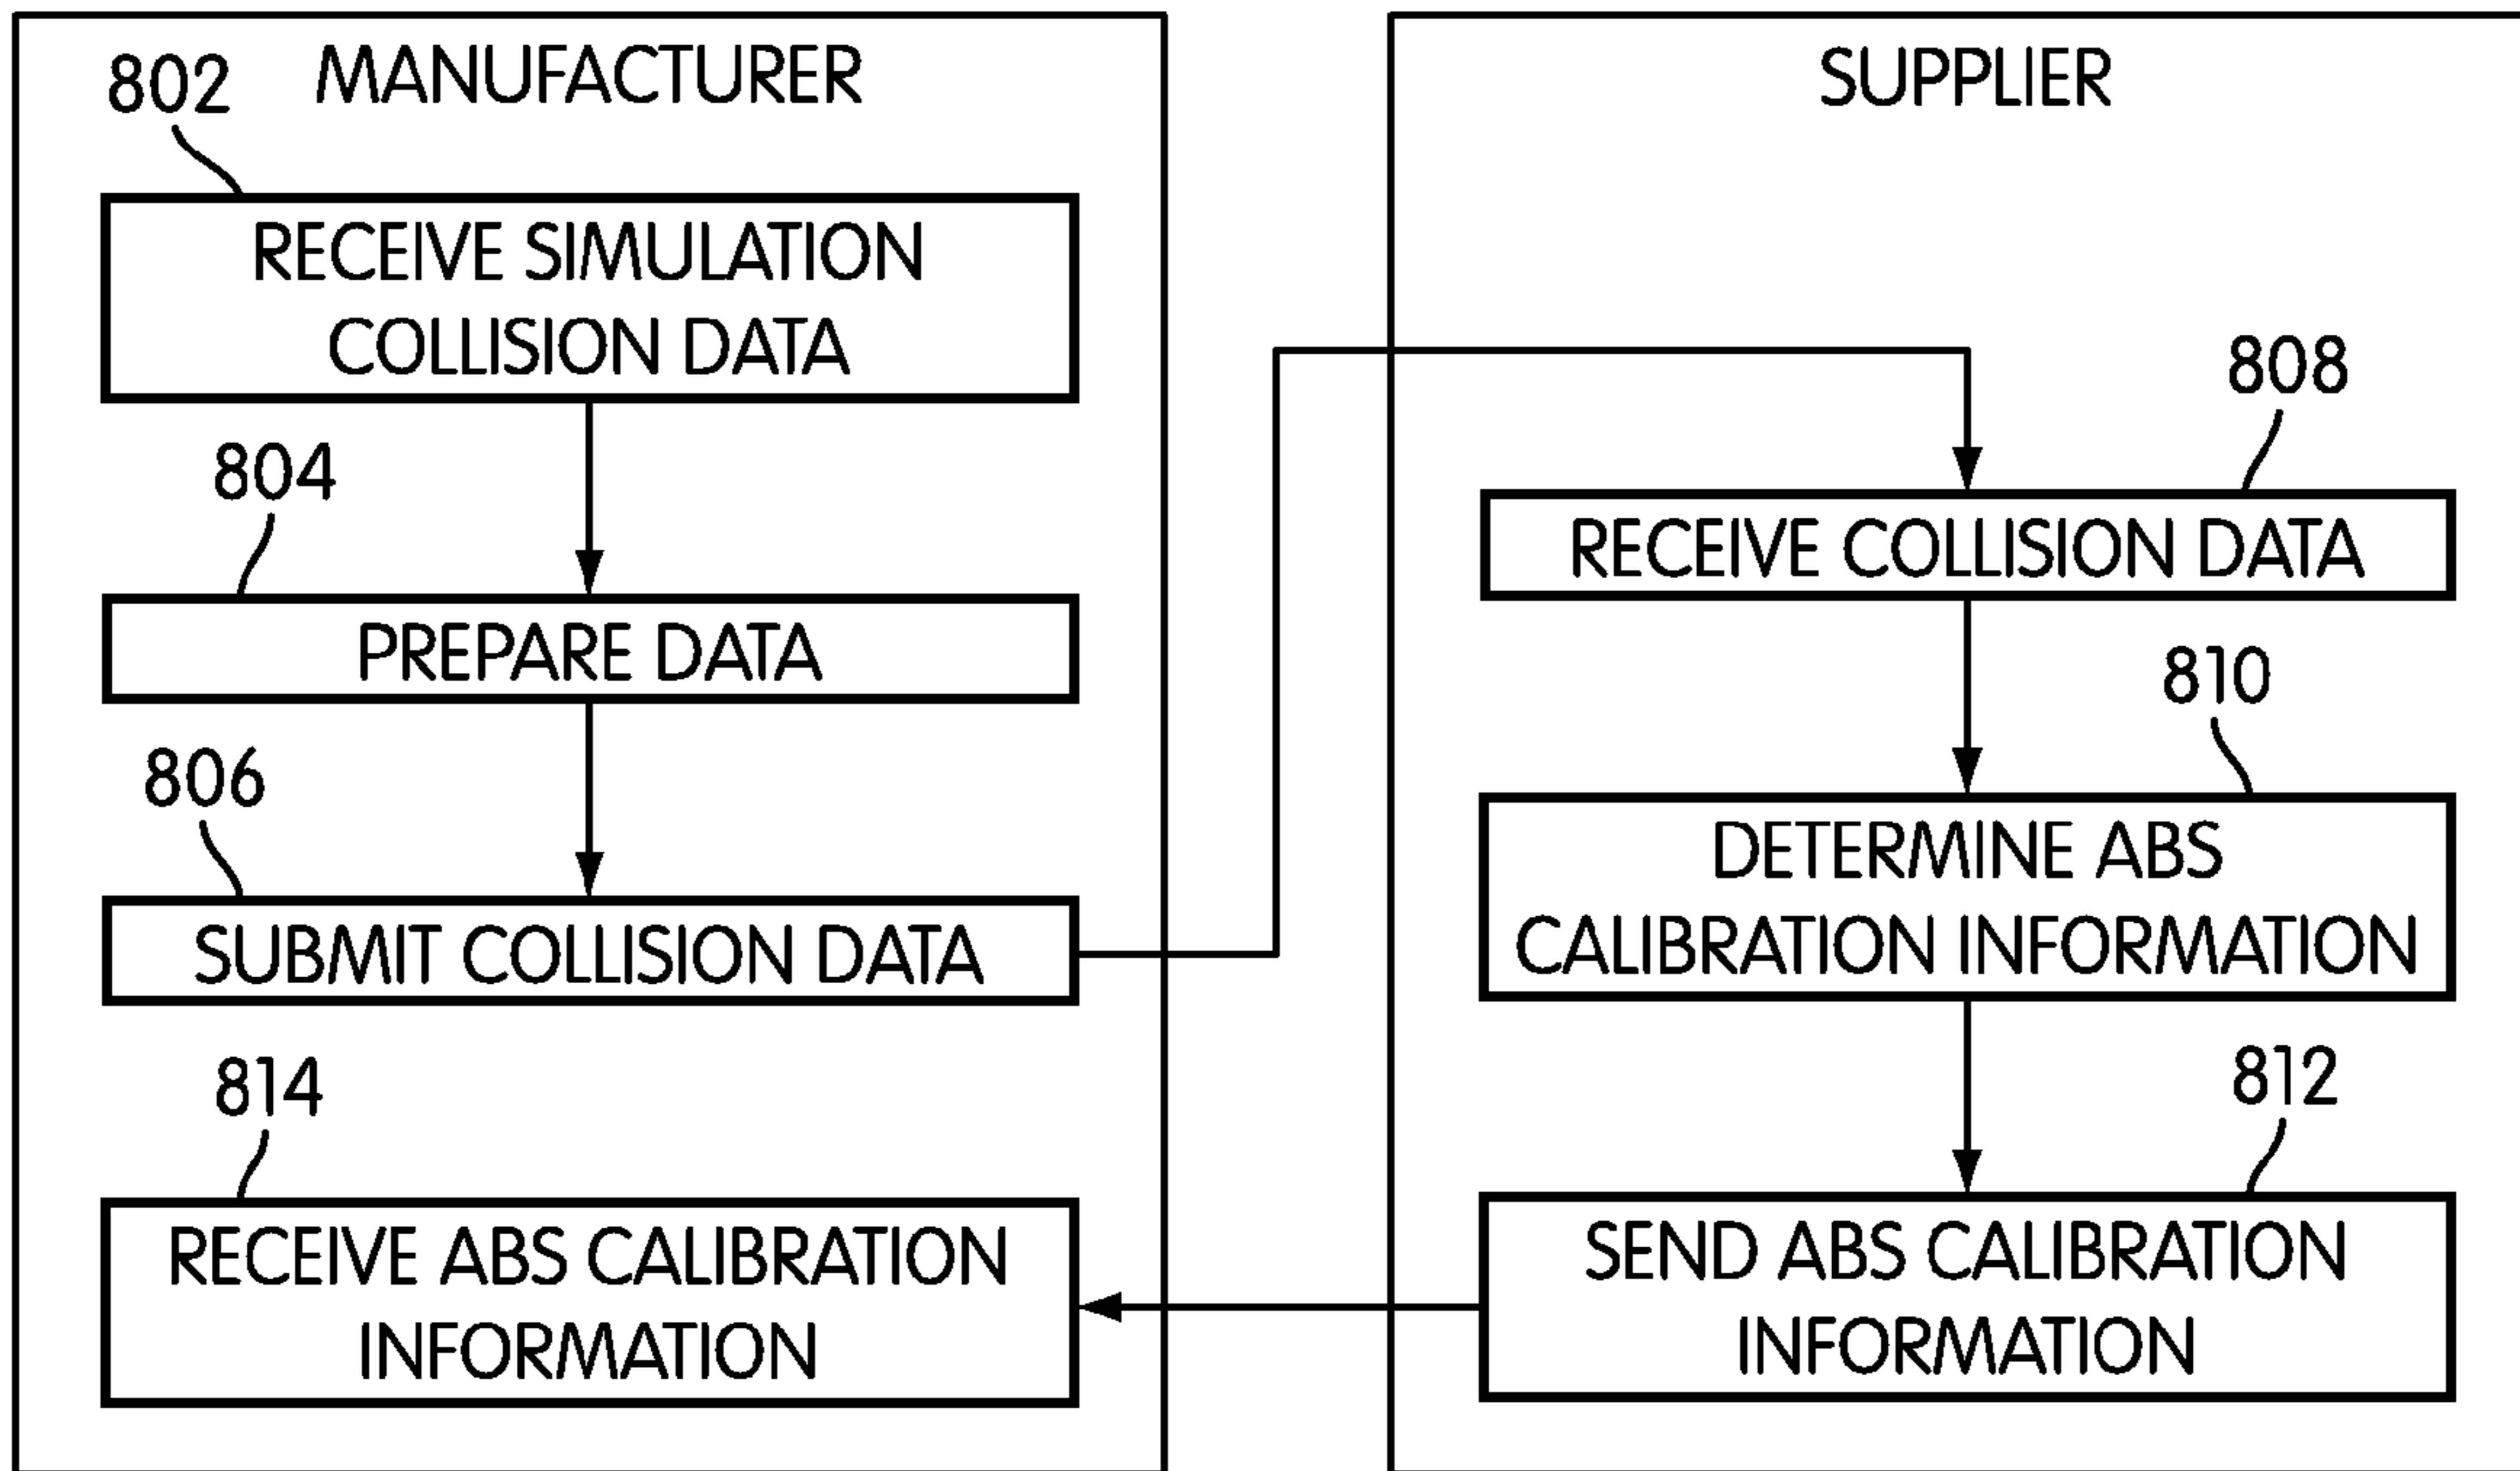 MANUFACTURER
802
RECEIVE SIMULATION
COLLISION DATA
804
PREPARE DATA
806
SUBMIT COLLISION DATA
814
RECEIVE ABS CALIBRATION
INFORMATION
SUPPLIER
808
RECEIVE COLLISION DATA
810
DETERMINE ABS
CALIBRATION INFORMATION
812
SEND ABS CALIBRATION
INFORMATION